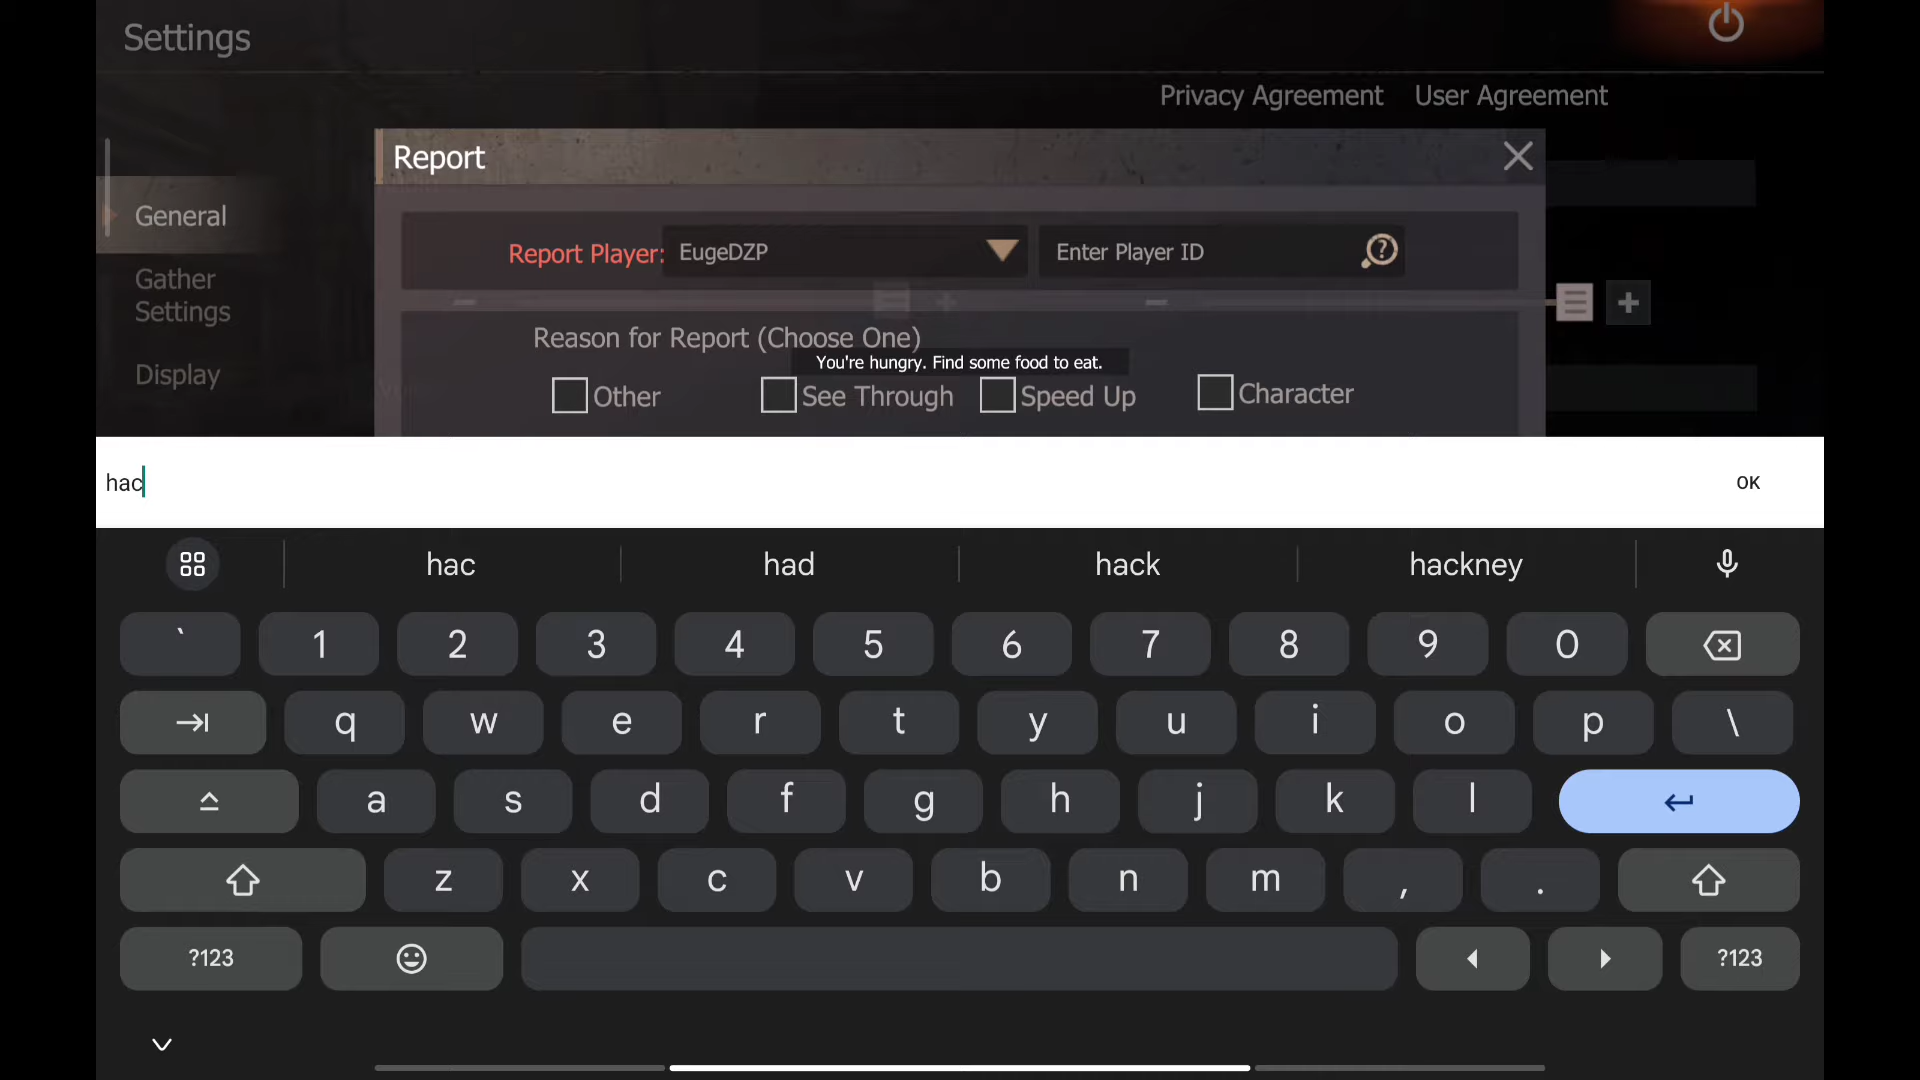 Settings
Privacy Agreement User Agreement
Report
General
Report Player: EugeDZP Enter Player ID
Gather
Settings
Reason for Report (Choose One)
You're hungry. Find some food to eat.
Display
Other See Through Speed Up Character
hac OK
hac had hack hackney
` 1 2 3 4 5 6 7 8 9 0
q w e r t y u i o p \
a s d f g h j k l
z x c v b n m , .
?123 ?123